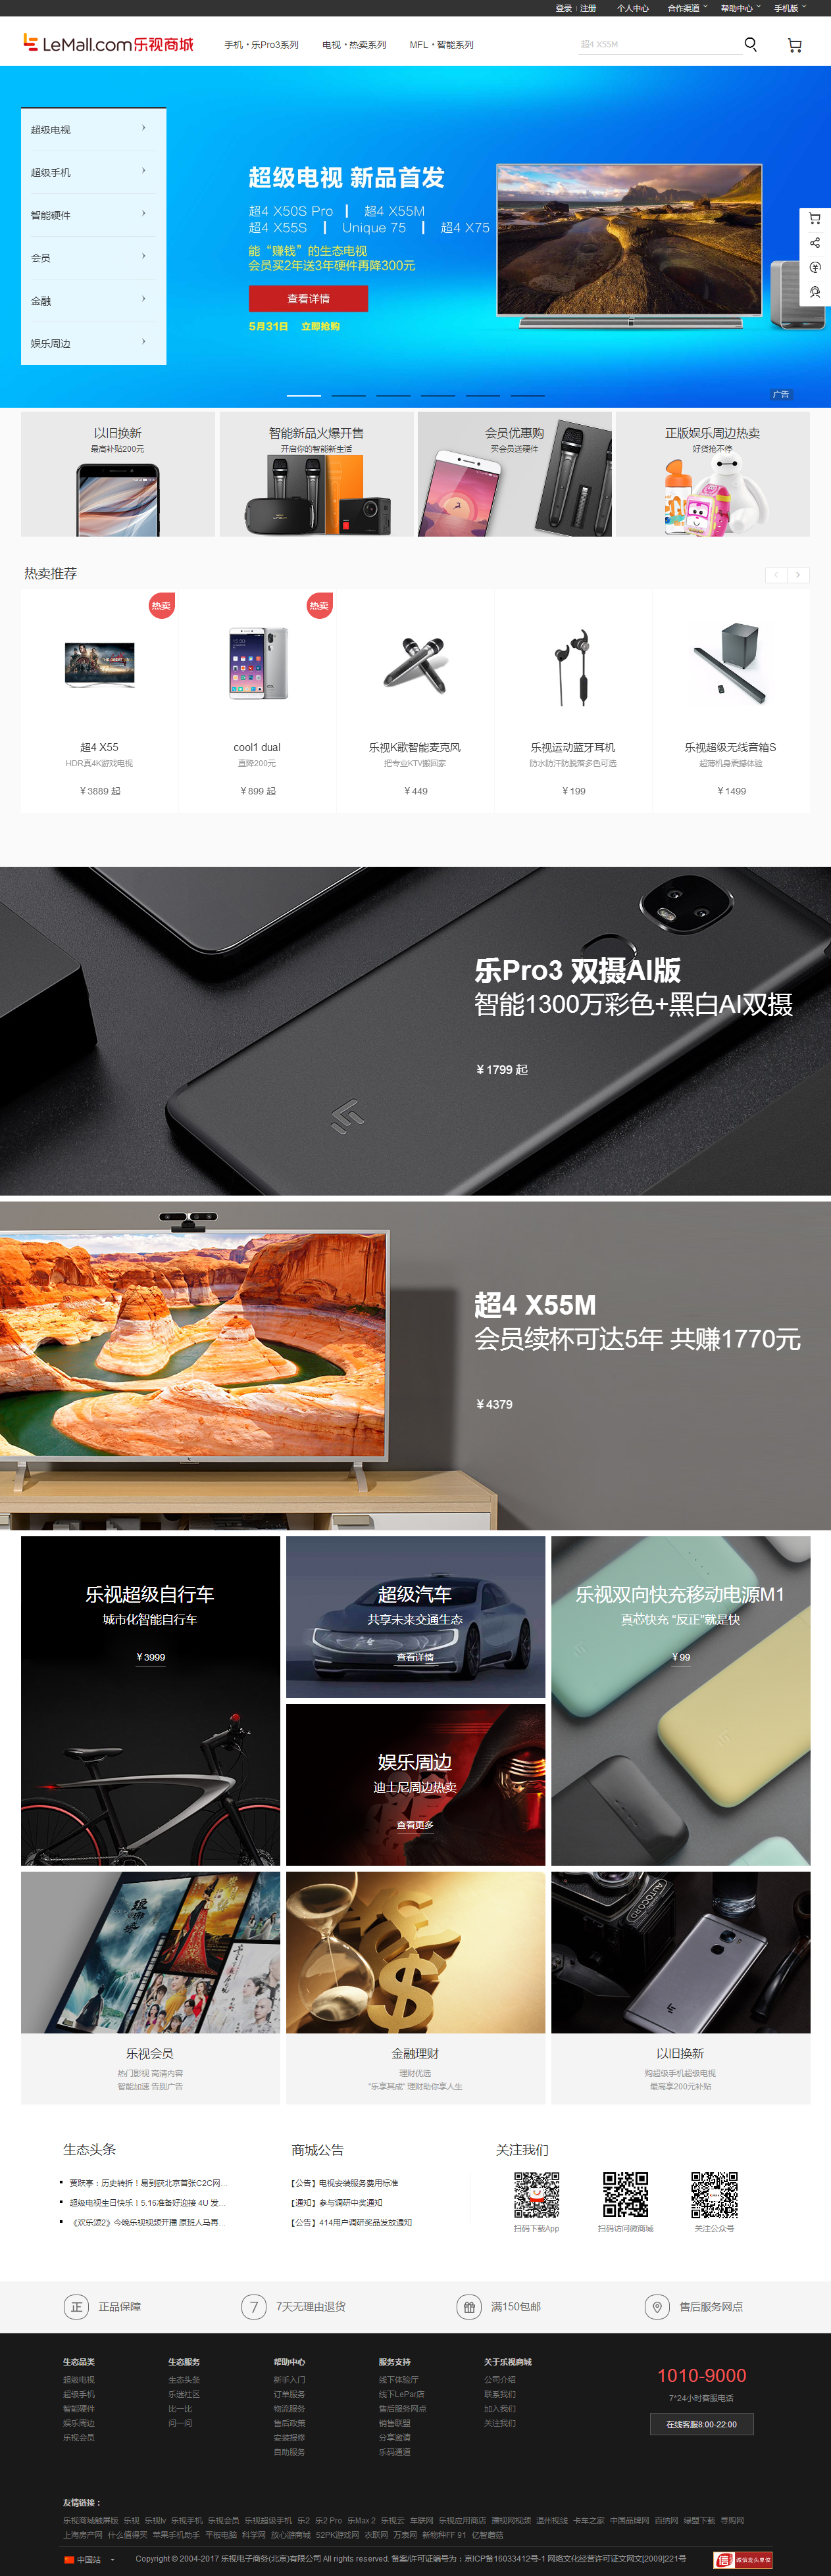 登录 | 注册 个人中心 合作渠道 帮助中心 手机版
LeMall.com乐视商城
手机·乐Pro3系列 电视·热卖系列 MFL·智能系列
超4 X55M
超级电视
超级手机
智能硬件
会员
金融
娱乐周边
超级电视 新品首发
超4 X50S Pro | 超4 X55M
超4 X55S | Unique 75 | 超4 X75
能“赚钱”的生态电视
会员买2年送3年硬件再降300元
查看详情
5月31日 立即抢购
广告
以旧换新
最高补贴200元
智能新品火爆开售
开启你的智能新生活
会员优惠购
买会员送硬件
正版娱乐周边热卖
好货抢不停
热卖推荐
热卖
热卖
超4 X55
HDR真4K游戏电视
¥3889 起
cool1 dual
直降200元
¥899 起
乐视K歌智能麦克风
把专业KTV搬回家
¥449
乐视运动蓝牙耳机
防水防汗防脱落多色可选
¥199
乐视超级无线音箱S
超薄机身震撼体验
¥1499
乐Pro3 双摄AI版
智能1300万彩色+黑白AI双摄
¥1799 起
超4 X55M
会员续杯可达5年 共赚1770元
¥4379
乐视超级自行车
城市化智能自行车
¥3999
超级汽车
共享未来交通生态
查看详情
娱乐周边
迪士尼周边热卖
查看更多
乐视双向快充移动电源M1
真芯快充 “反正”就是快
¥99
AUTOCORD
乐视会员
热门影视 高清内容
智能加速 告别广告
金融理财
理财优选
“乐享其成” 理财助你享人生
以旧换新
购超级手机超级电视
最高享200元补贴
生态头条
贾跃亭：历史转折！易到获北京首张C2C网...
超级电视生日快乐！5.16准备好迎接 4U 发...
《欢乐颂2》今晚乐视视频开播 原班人马再...
商城公告
【公告】电视安装服务费用标准
【通知】参与调研中奖通知
【公告】414用户调研奖品发放通知
关注我们
扫码下载App
扫码访问微商城
关注公众号
正 正品保障
7 7天无理由退货
满150包邮
售后服务网点
生态品类
超级电视
超级手机
智能硬件
娱乐周边
乐视会员
生态服务
生态头条
乐迷社区
比一比
问一问
帮助中心
新手入门
订单服务
物流服务
售后政策
安装报修
自助服务
服务支持
线下体验厅
线下LePar店
售后服务网点
销售联盟
分享邀请
乐码通道
关于乐视商城
公司介绍
联系我们
加入我们
关注我们
1010-9000
7*24小时客服电话
在线客服8:00-22:00
友情链接：
乐视商城触屏版 乐视 乐视tv 乐视手机 乐视会员 乐视超级手机 乐2 乐2 Pro 乐Max 2 乐视云 车联网 乐视应用商店 播视网视频 温州视线 卡车之家 中国品牌网 百纳网 绿盟下载 寻购网
上海房产网 什么值得买 苹果手机助手 平板电脑 科学网 放心游商城 52PK游戏网 农联网 万表网 新物种FF 91 亿智蘑菇
中国站
Copyright © 2004-2017 乐视电子商务(北京)有限公司 All rights reserved. 备案/许可证编号为：京ICP备16033412号-1 网络文化经营许可证文网文[2009]221号
信 诚信龙头单位